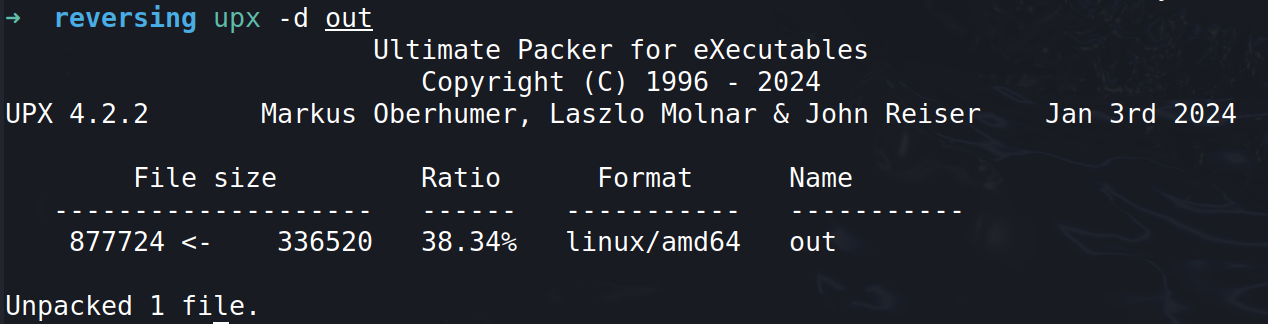 ➜  reversing upx -d out
                       Ultimate Packer for eXecutables
                          Copyright (C) 1996 - 2024
UPX 4.2.2       Markus Oberhumer, Laszlo Molnar & John Reiser    Jan 3rd 2024
        File size         Ratio      Format      Name
   --------------------   ------   -----------   -----------
    877724 <-    336520   38.34%   linux/amd64   out
Unpacked 1 file.